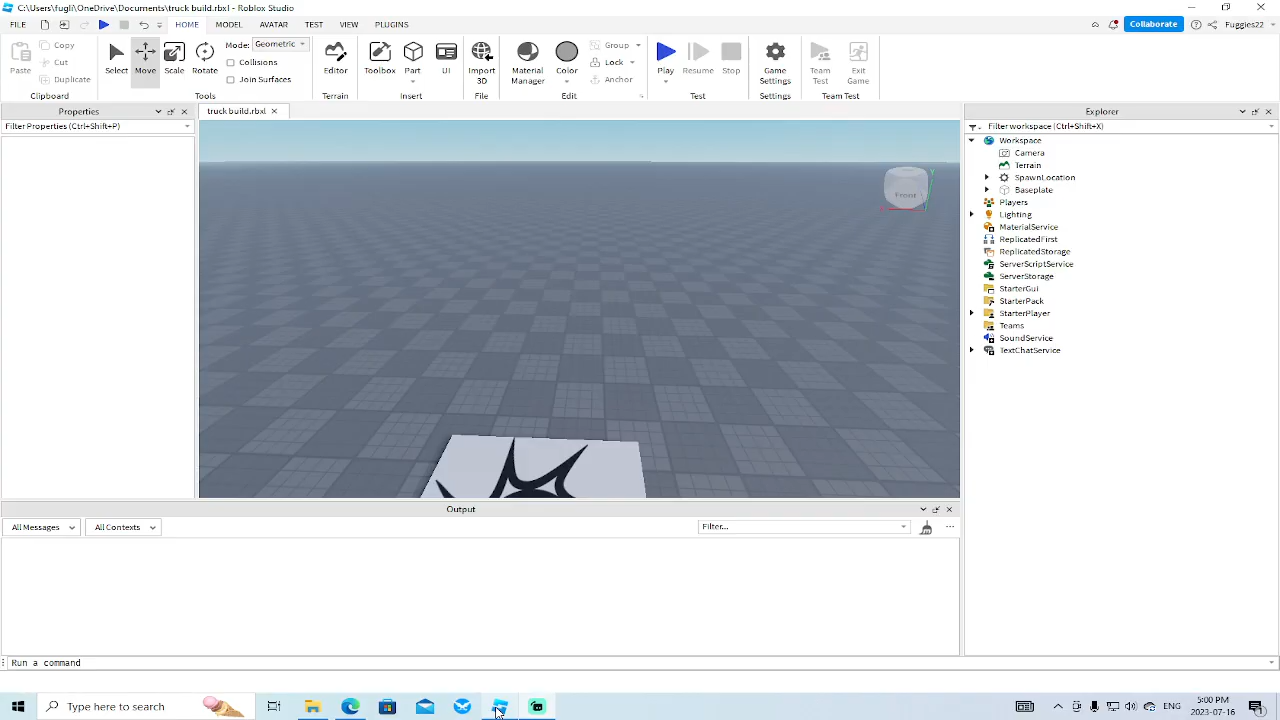 C:\Users\fugli\OneDrive\Documents\truck build.rbxl - Roblox Studio
FILE HOME MODEL AVATAR TEST VIEW PLUGINS Collaborate Fuggies22
Paste Copy Cut Duplicate Clipboard
Select Move Scale Rotate Mode: Geometric Collisions Join Surfaces Tools
Editor Terrain
Toolbox Part UI Insert
Import 3D File
Material Manager Color Group Lock Anchor Edit
Play Resume Stop Test
Game Settings Settings
Team Test Exit Game Team Test
Properties
Filter Properties (Ctrl+Shift+P)
truck build.rbxl
Front
Explorer
Filter workspace (Ctrl+Shift+X)
Workspace
Camera
Terrain
SpawnLocation
Baseplate
Players
Lighting
MaterialService
ReplicatedFirst
ReplicatedStorage
ServerScriptService
ServerStorage
StarterGui
StarterPack
StarterPlayer
Teams
SoundService
TextChatService
Output
All Messages All Contexts Filter...
Run a command
Type here to search
ENG
5:00 PM
2023-07-16